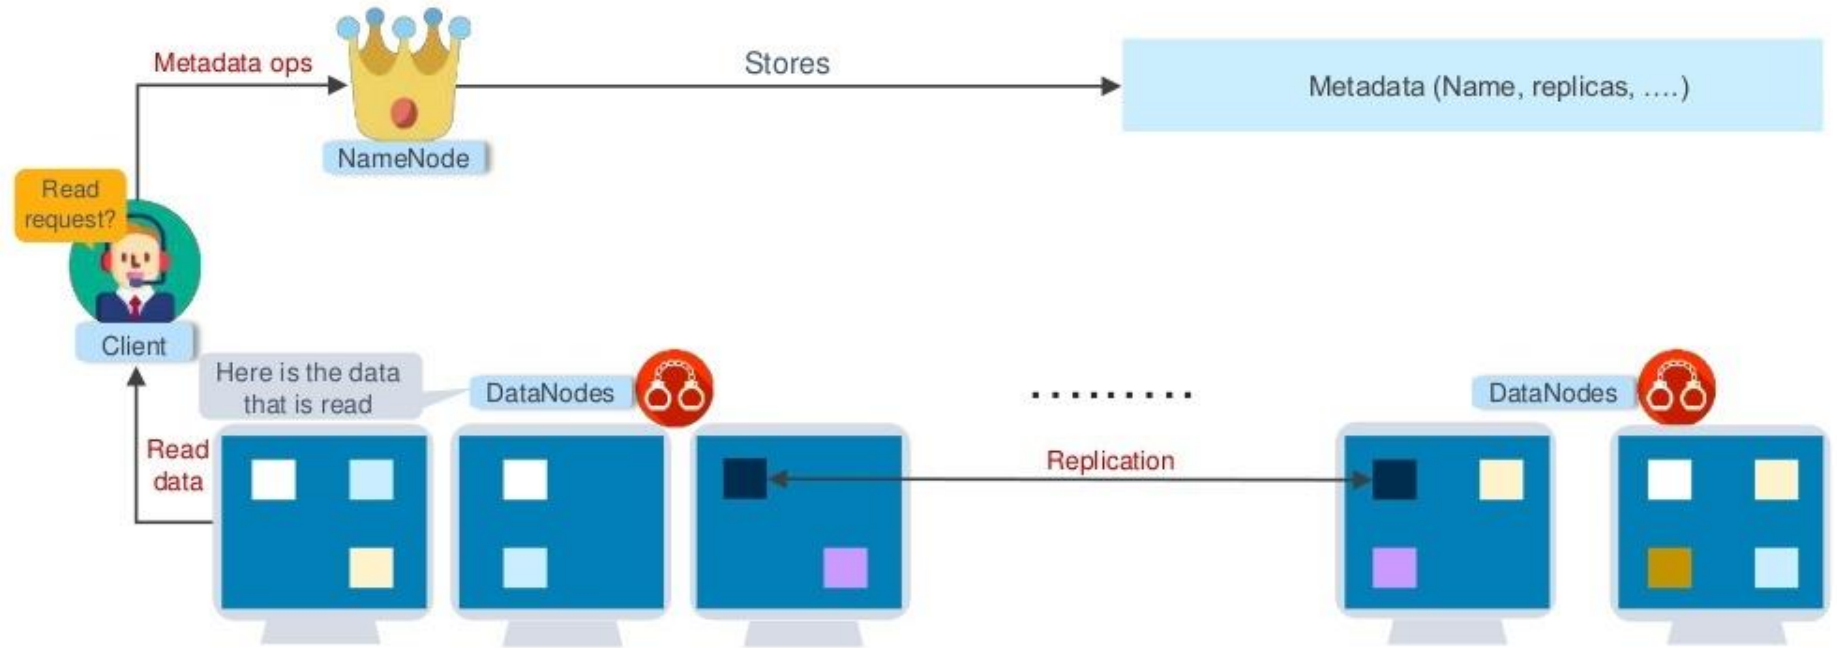 Metadata ops
Stores
Metadata (Name, replicas, ....)
NameNode
Read
request?
Client
Here is the data
that is read
DataNodes
.........
DataNodes
Read
data
Replication